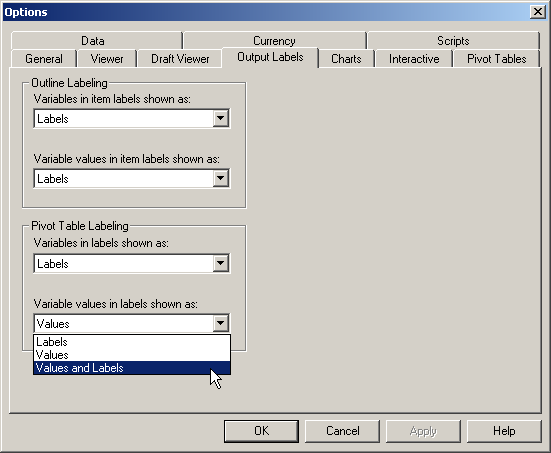 Options
Data Currency Scripts
General Viewer Draft Viewer Output Labels Charts Interactive Pivot Tables
Outline Labeling
Variables in item labels shown as:
Labels
Variable values in item labels shown as:
Labels
Pivot Table Labeling
Variables in labels shown as:
Labels
Variable values in labels shown as:
Values
Labels
Values
Values and Labels
OK Cancel Apply Help